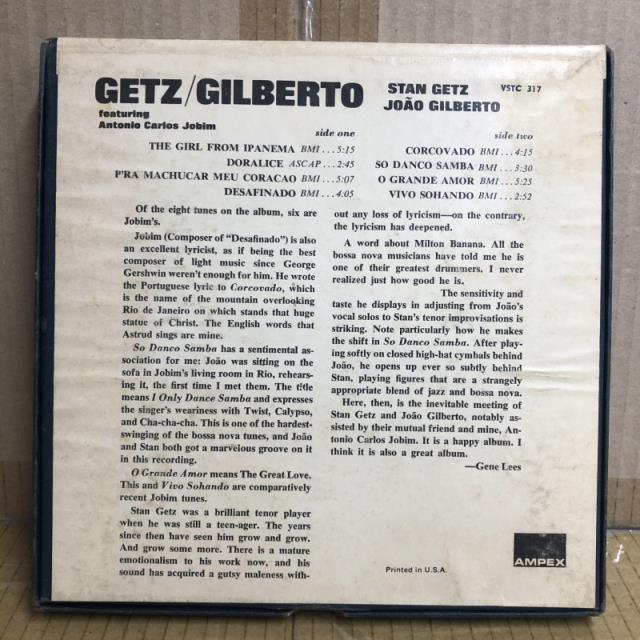 GETZ/GILBERTO
featuring
Antonio Carlos Jobim
STAN GETZ
JOÃO GILBERTO
VSTC 317
side one
THE GIRL FROM IPANEMA BMI...5:15
DORALICE ASCAP...2:45
P'RA MACHUCAR MEU CORACAO BMI...5:07
DESAFINADO BMI...4:05
side two
CORCOVADO BMI...4:15
SO DANCO SAMBA BMI...3:30
O GRANDE AMOR BMI...5:25
VIVO SOHANDO BMI...2:52
Of the eight tunes on the album, six are
Jobim's.
Jobim (Composer of "Desafinado") is also
an excellent lyricist, as if being the best
composer of light music since George
Gershwin weren't enough for him. He wrote
the Portuguese lyric to Corcovado, which
is the name of the mountain overlooking
Rio de Janeiro on which stands that huge
statue of Christ. The English words that
Astrud sings are mine.
So Danco Samba has a sentimental as-
sociation for me: João was sitting on the
sofa in Jobim's living room in Rio, rehears-
ing it, the first time I met them. The title
means I Only Dance Samba and expresses
the singer's weariness with Twist, Calypso,
and Cha-cha-cha. This is one of the hardest-
swinging of the bossa nova tunes, and João
and Stan both got a marvelous groove on it
in this recording.
O Grande Amor means The Great Love.
This and Vivo Sohando are comparatively
recent Jobim tunes.
Stan Getz was a brilliant tenor player
when he was still a teen-ager. The years
since then have seen him grow and grow.
And grow some more. There is a mature
emotionalism to his work now, and his
sound has acquired a gutsy maleness with-
out any loss of lyricism—on the contrary,
the lyricism has deepened.
A word about Milton Banana. All the
bossa nova musicians have told me he is
one of their greatest drummers. I never
realized just how good he is.
The sensitivity and
taste he displays in adjusting from João's
vocal solos to Stan's tenor improvisations is
striking. Note particularly how he makes
the shift in So Danco Samba. After play-
ing softly on closed high-hat cymbals behind
João, he opens up ever so subtly behind
Stan, playing figures that are a strangely
appropriate blend of jazz and bossa nova.
Here, then, is the inevitable meeting of
Stan Getz and João Gilberto, notably as-
sisted by their mutual friend and mine, An-
tonio Carlos Jobim. It is a happy album. I
think it is also a great album.
—Gene Lees
Printed in U.S.A.
AMPEX